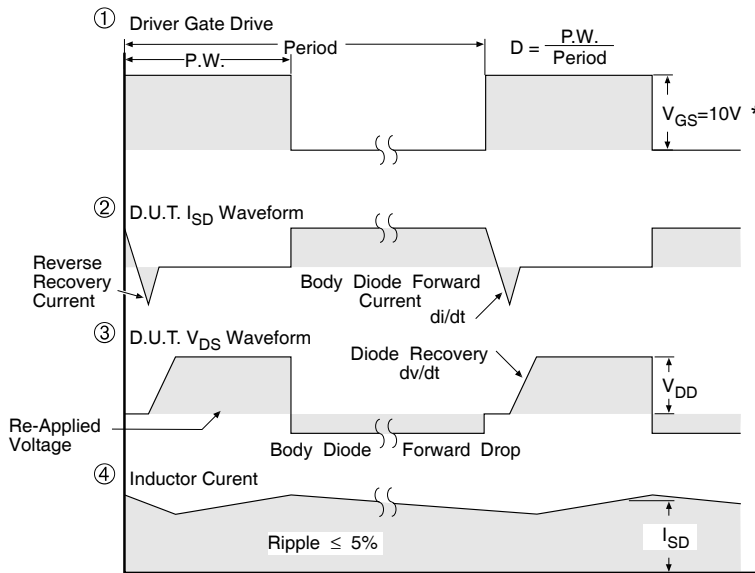 ① Driver Gate Drive
Period
P.W.
D = P.W. / Period
V_GS=10V *
② D.U.T. I_SD Waveform
Reverse
Recovery
Current
Body Diode Forward
Current
di/dt
③ D.U.T. V_DS Waveform
Diode Recovery
dv/dt
V_DD
Re-Applied
Voltage
Body Diode Forward Drop
④ Inductor Curent
Ripple ≤ 5%
I_SD